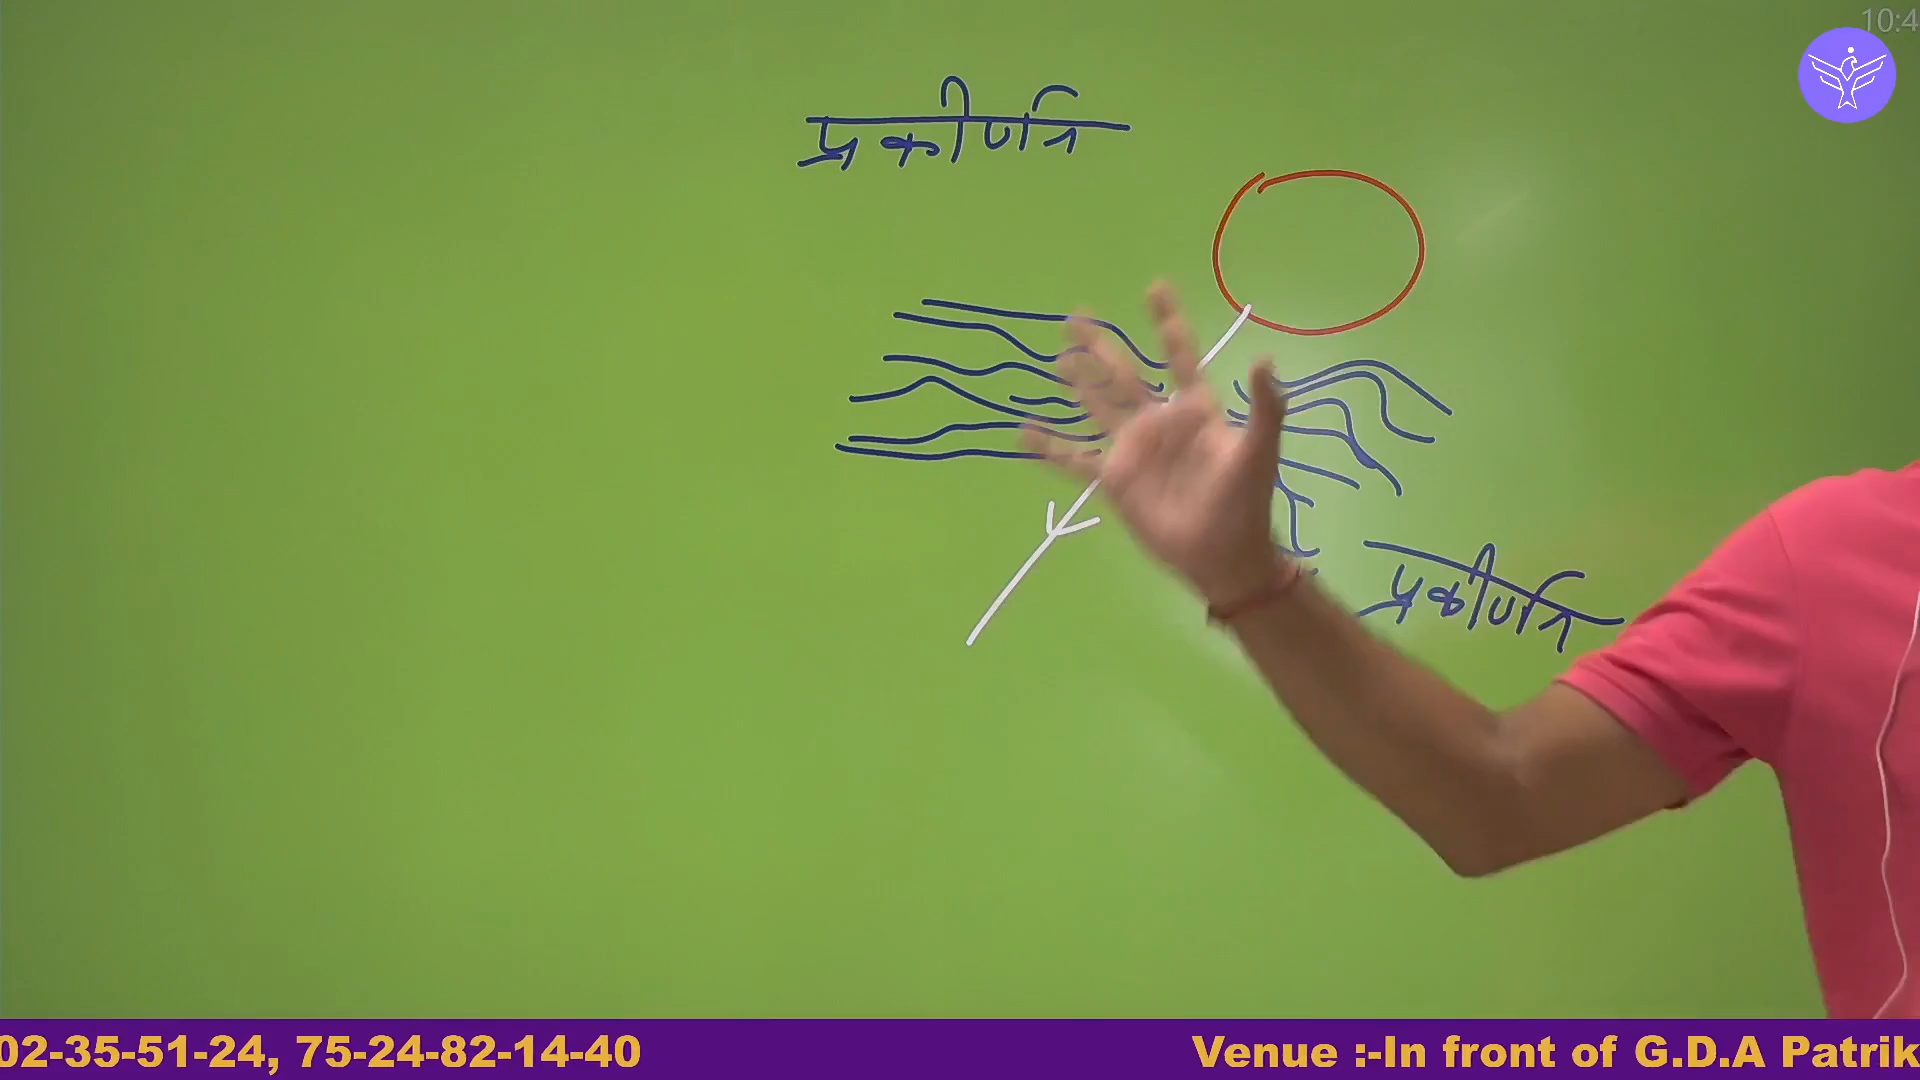 10:4
प्रकीर्णन
प्रकीर्णन
02-35-51-24, 75-24-82-14-40
Venue :-In front of G.D.A Patrik